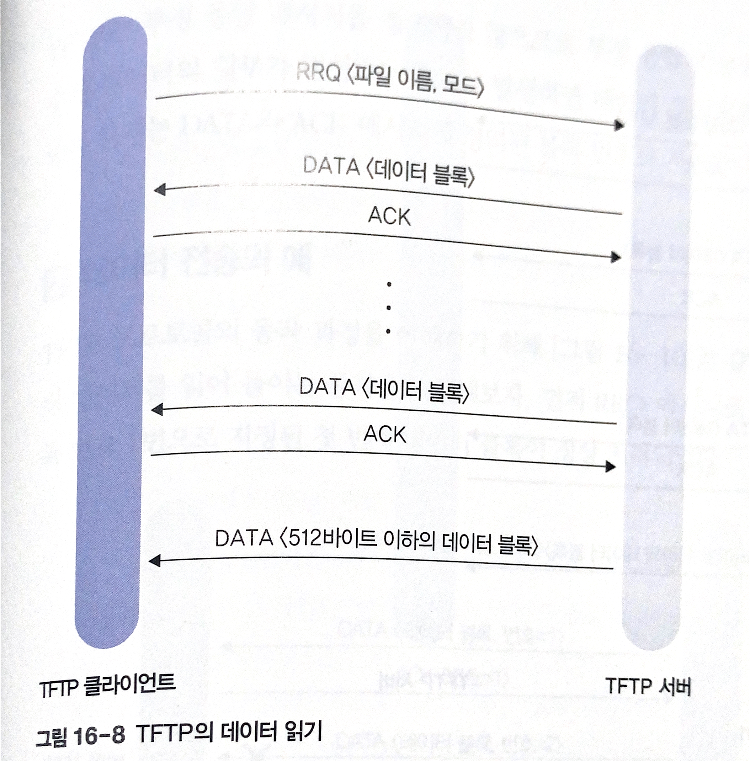 RRQ 〈파일 이름, 모드〉
DATA 〈데이터 블록〉
ACK
DATA 〈데이터 블록〉
ACK
DATA 〈512바이트 이하의 데이터 블록〉
TFTP 클라이언트
TFTP 서버
그림 16-8 TFTP의 데이터 읽기